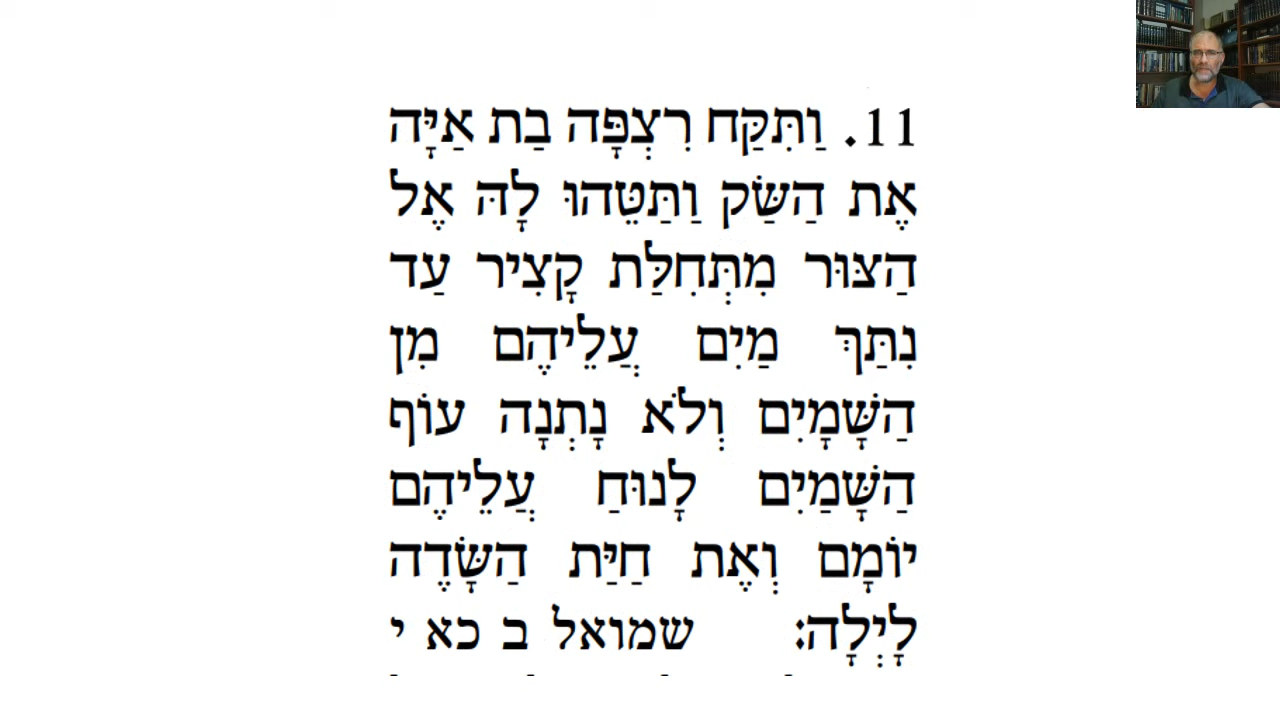 11. וַתִּקַּח רִצְפָּה בַת אַיָּה
אֶת הַשַּׂק וַתַּטֵּהוּ לָהּ אֶל
הַצּוּר מִתְּחִלַּת קָצִיר עַד
נִתַּךְ מַיִם עֲלֵיהֶם מִן
הַשָּׁמָיִם וְלֹא נָתְנָה עוֹף
הַשָּׁמַיִם לָנוּחַ עֲלֵיהֶם
יוֹמָם וְאֶת חַיַּת הַשָּׂדֶה
לָיְלָה: שמואל ב כא י